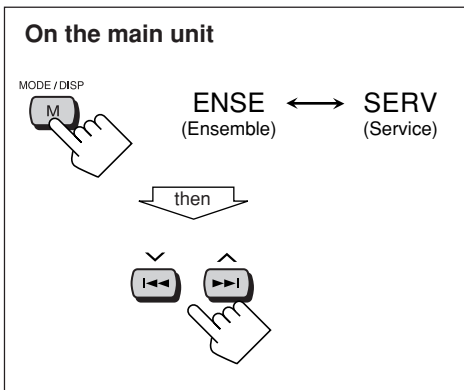 On the main unit
MODE / DISP
M
ENSE ⟷ SERV
(Ensemble) (Service)
then